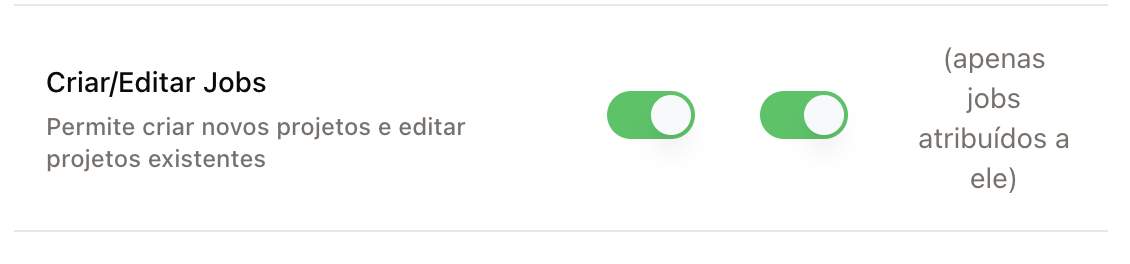 Criar/Editar Jobs
Permite criar novos projetos e editar
projetos existentes
(apenas
jobs
atribuídos a
ele)